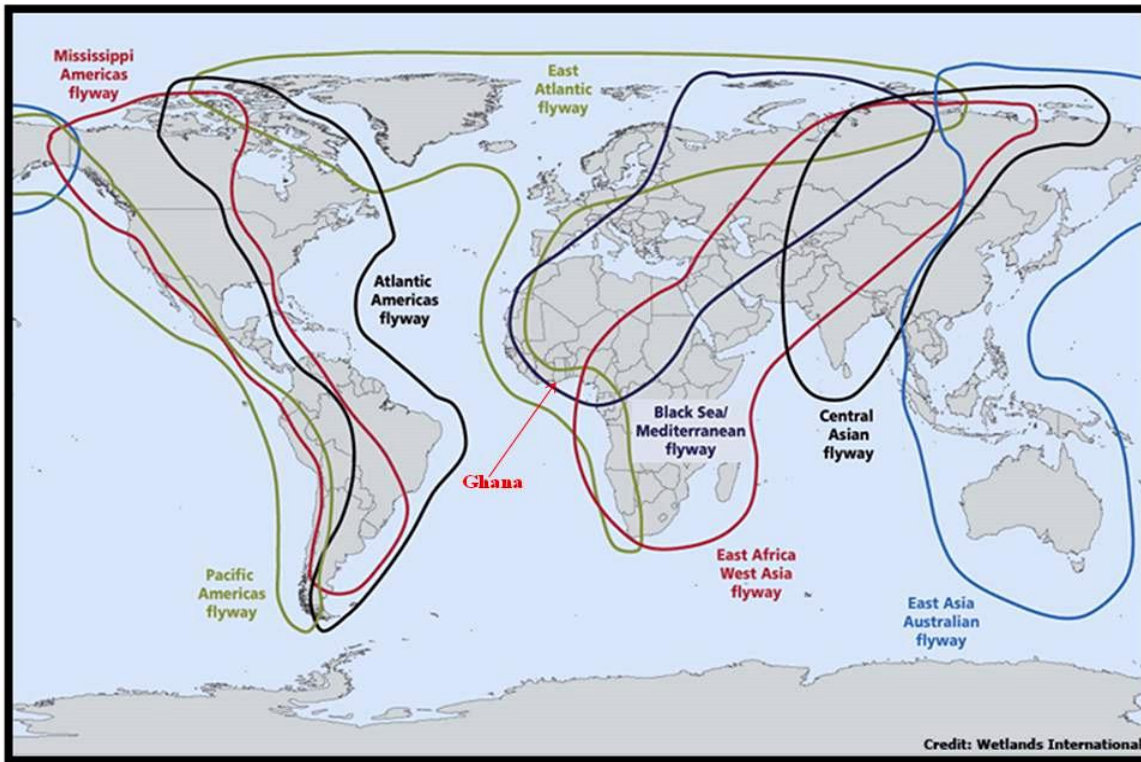 Mississippi
Americas
flyway
East
Atlantic
flyway
Atlantic
Americas
flyway
Black Sea/
Mediterranean
flyway
Central
Asian
flyway
Ghana
Pacific
Americas
flyway
East Africa
West Asia
flyway
East Asia
Australian
flyway
Credit: Wetlands International